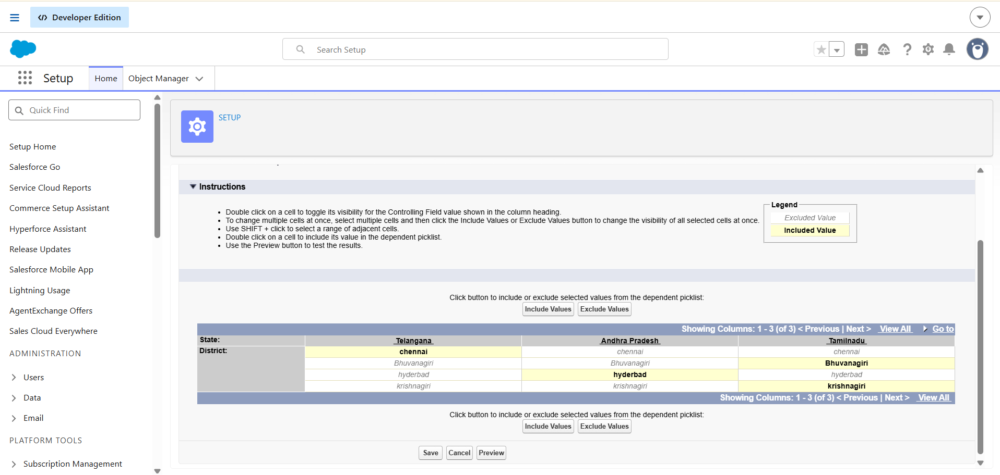 Developer Edition
Search Setup
Setup
Home
Object Manager
Quick Find
SETUP
Setup Home
Salesforce Go
Service Cloud Reports
Commerce Setup Assistant
Hyperforce Assistant
Release Updates
Salesforce Mobile App
Lightning Usage
AgentExchange Offers
Sales Cloud Everywhere
ADMINISTRATION
Users
Data
Email
PLATFORM TOOLS
Subscription Management
Instructions
• Double click on a cell to toggle its visibility for the Controlling Field value shown in the column heading.
• To change multiple cells at once, select multiple cells and then click the Include Values or Exclude Values button to change the visibility of all selected cells at once.
• Use SHIFT + click to select a range of adjacent cells.
• Double click on a cell to include its value in the dependent picklist.
• Use the Preview button to test the results.
Legend
Excluded Value
Included Value
Click button to include or exclude selected values from the dependent picklist:
Include Values Exclude Values
Showing Columns: 1 - 3 (of 3) < Previous | Next > View All Go to
State: Telangana Andhra Pradesh Tamilnadu
District: chennai chennai chennai
Bhuvanagiri Bhuvanagiri Bhuvanagiri
hyderbad hyderbad hyderbad
krishnagiri krishnagiri krishnagiri
Showing Columns: 1 - 3 (of 3) < Previous | Next > View All
Click button to include or exclude selected values from the dependent picklist:
Include Values Exclude Values
Save Cancel Preview